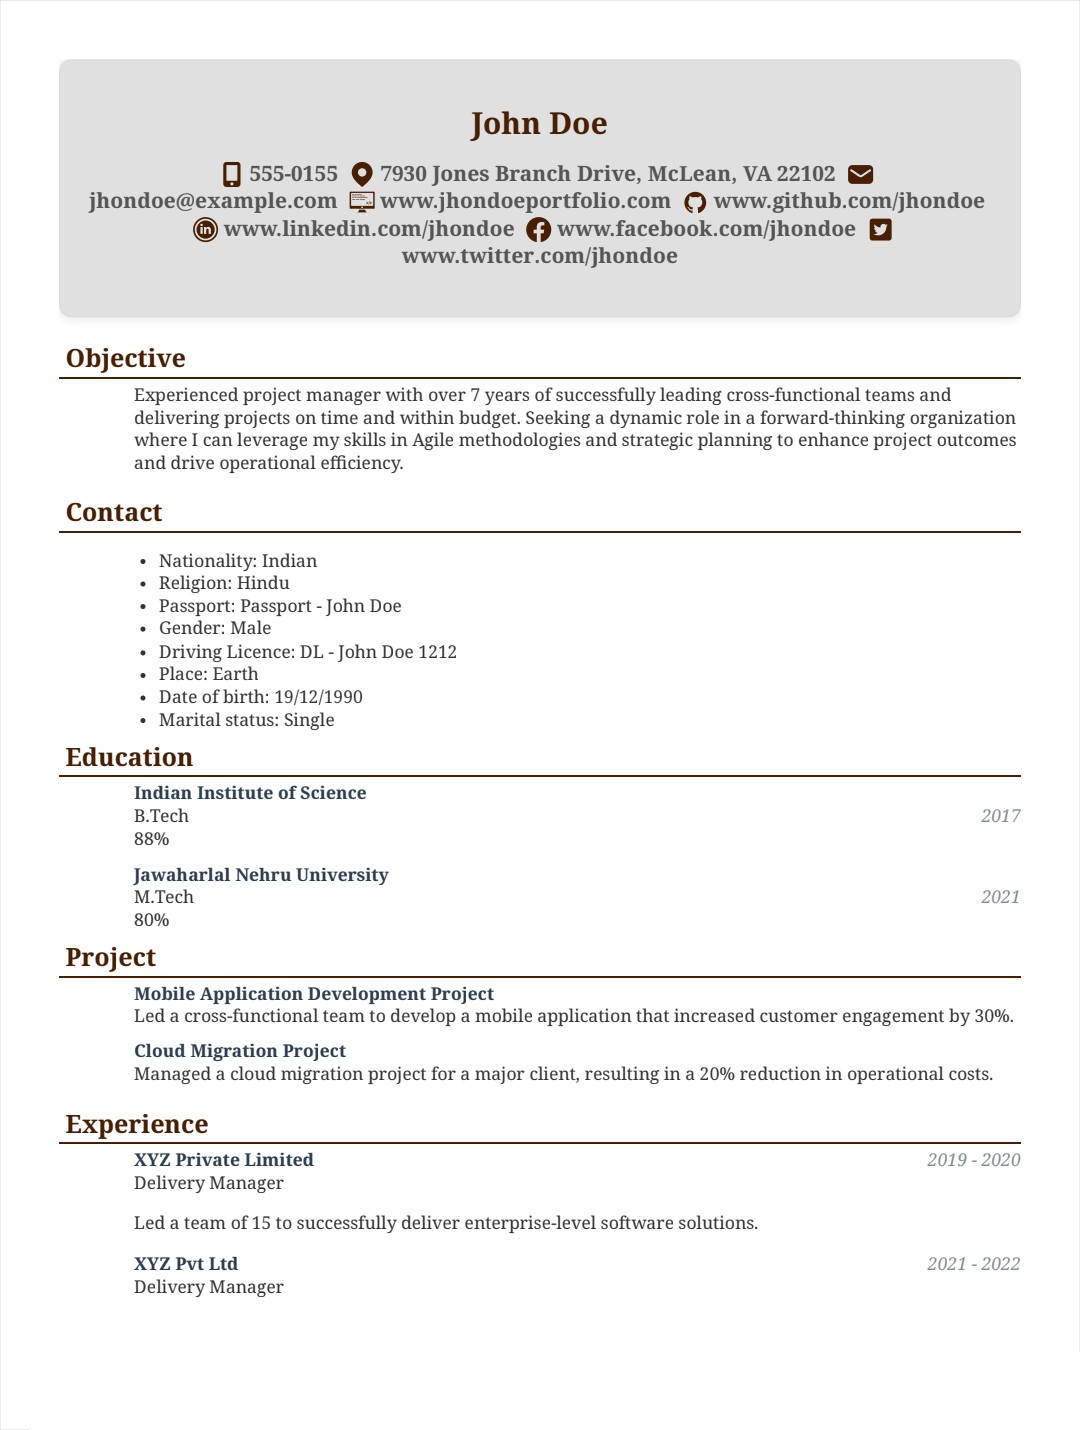 John Doe
555-0155 7930 Jones Branch Drive, McLean, VA 22102
jhondoe@example.com www.jhondoeportfolio.com www.github.com/jhondoe
www.linkedin.com/jhondoe www.facebook.com/jhondoe
www.twitter.com/jhondoe
Objective
Experienced project manager with over 7 years of successfully leading cross-functional teams and
delivering projects on time and within budget. Seeking a dynamic role in a forward-thinking organization
where I can leverage my skills in Agile methodologies and strategic planning to enhance project outcomes
and drive operational efficiency.
Contact
• Nationality: Indian
• Religion: Hindu
• Passport: Passport - John Doe
• Gender: Male
• Driving Licence: DL - John Doe 1212
• Place: Earth
• Date of birth: 19/12/1990
• Marital status: Single
Education
Indian Institute of Science
B.Tech 2017
88%
Jawaharlal Nehru University
M.Tech 2021
80%
Project
Mobile Application Development Project
Led a cross-functional team to develop a mobile application that increased customer engagement by 30%.
Cloud Migration Project
Managed a cloud migration project for a major client, resulting in a 20% reduction in operational costs.
Experience
XYZ Private Limited 2019 - 2020
Delivery Manager
Led a team of 15 to successfully deliver enterprise-level software solutions.
XYZ Pvt Ltd 2021 - 2022
Delivery Manager